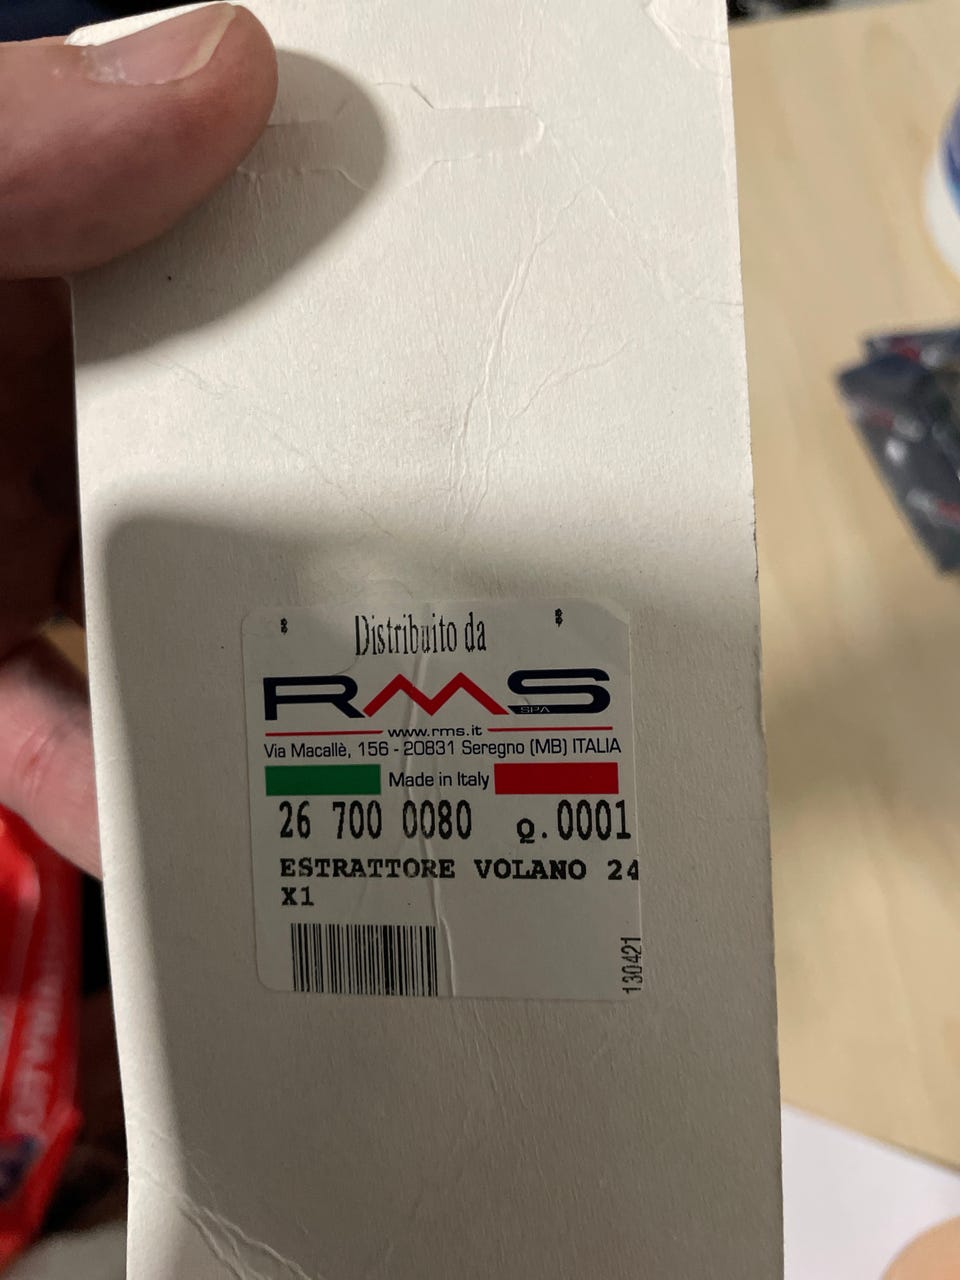 Distribuito da
RMS
SPA
www.rms.it
Via Macallè, 156 - 20831 Seregno (MB) ITALIA
Made in Italy
26 700 0080 Q.0001
ESTRATTORE VOLANO 24
X1
130421